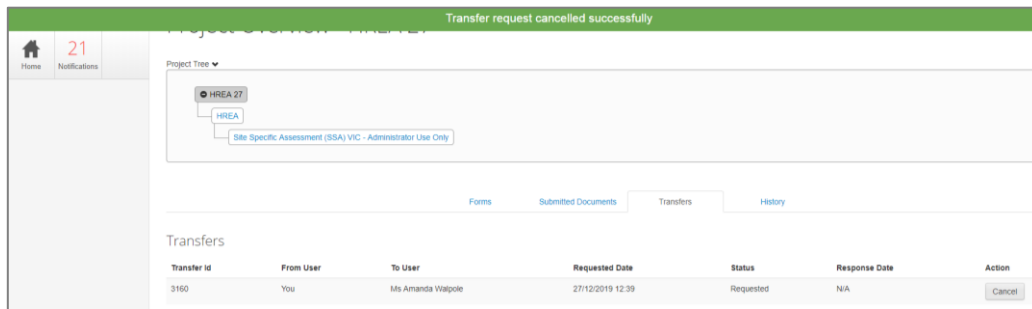 Transfer request cancelled successfully
Project Overview - HREA 27
21
Home
Notifications
Project Tree
HREA 27
HREA
Site Specific Assessment (SSA) VIC - Administrator Use Only
Forms Submitted Documents Transfers History
Transfers
Transfer Id From User To User Requested Date Status Response Date Action
3160 You Ms Amanda Walpole 27/12/2019 12:39 Requested N/A Cancel